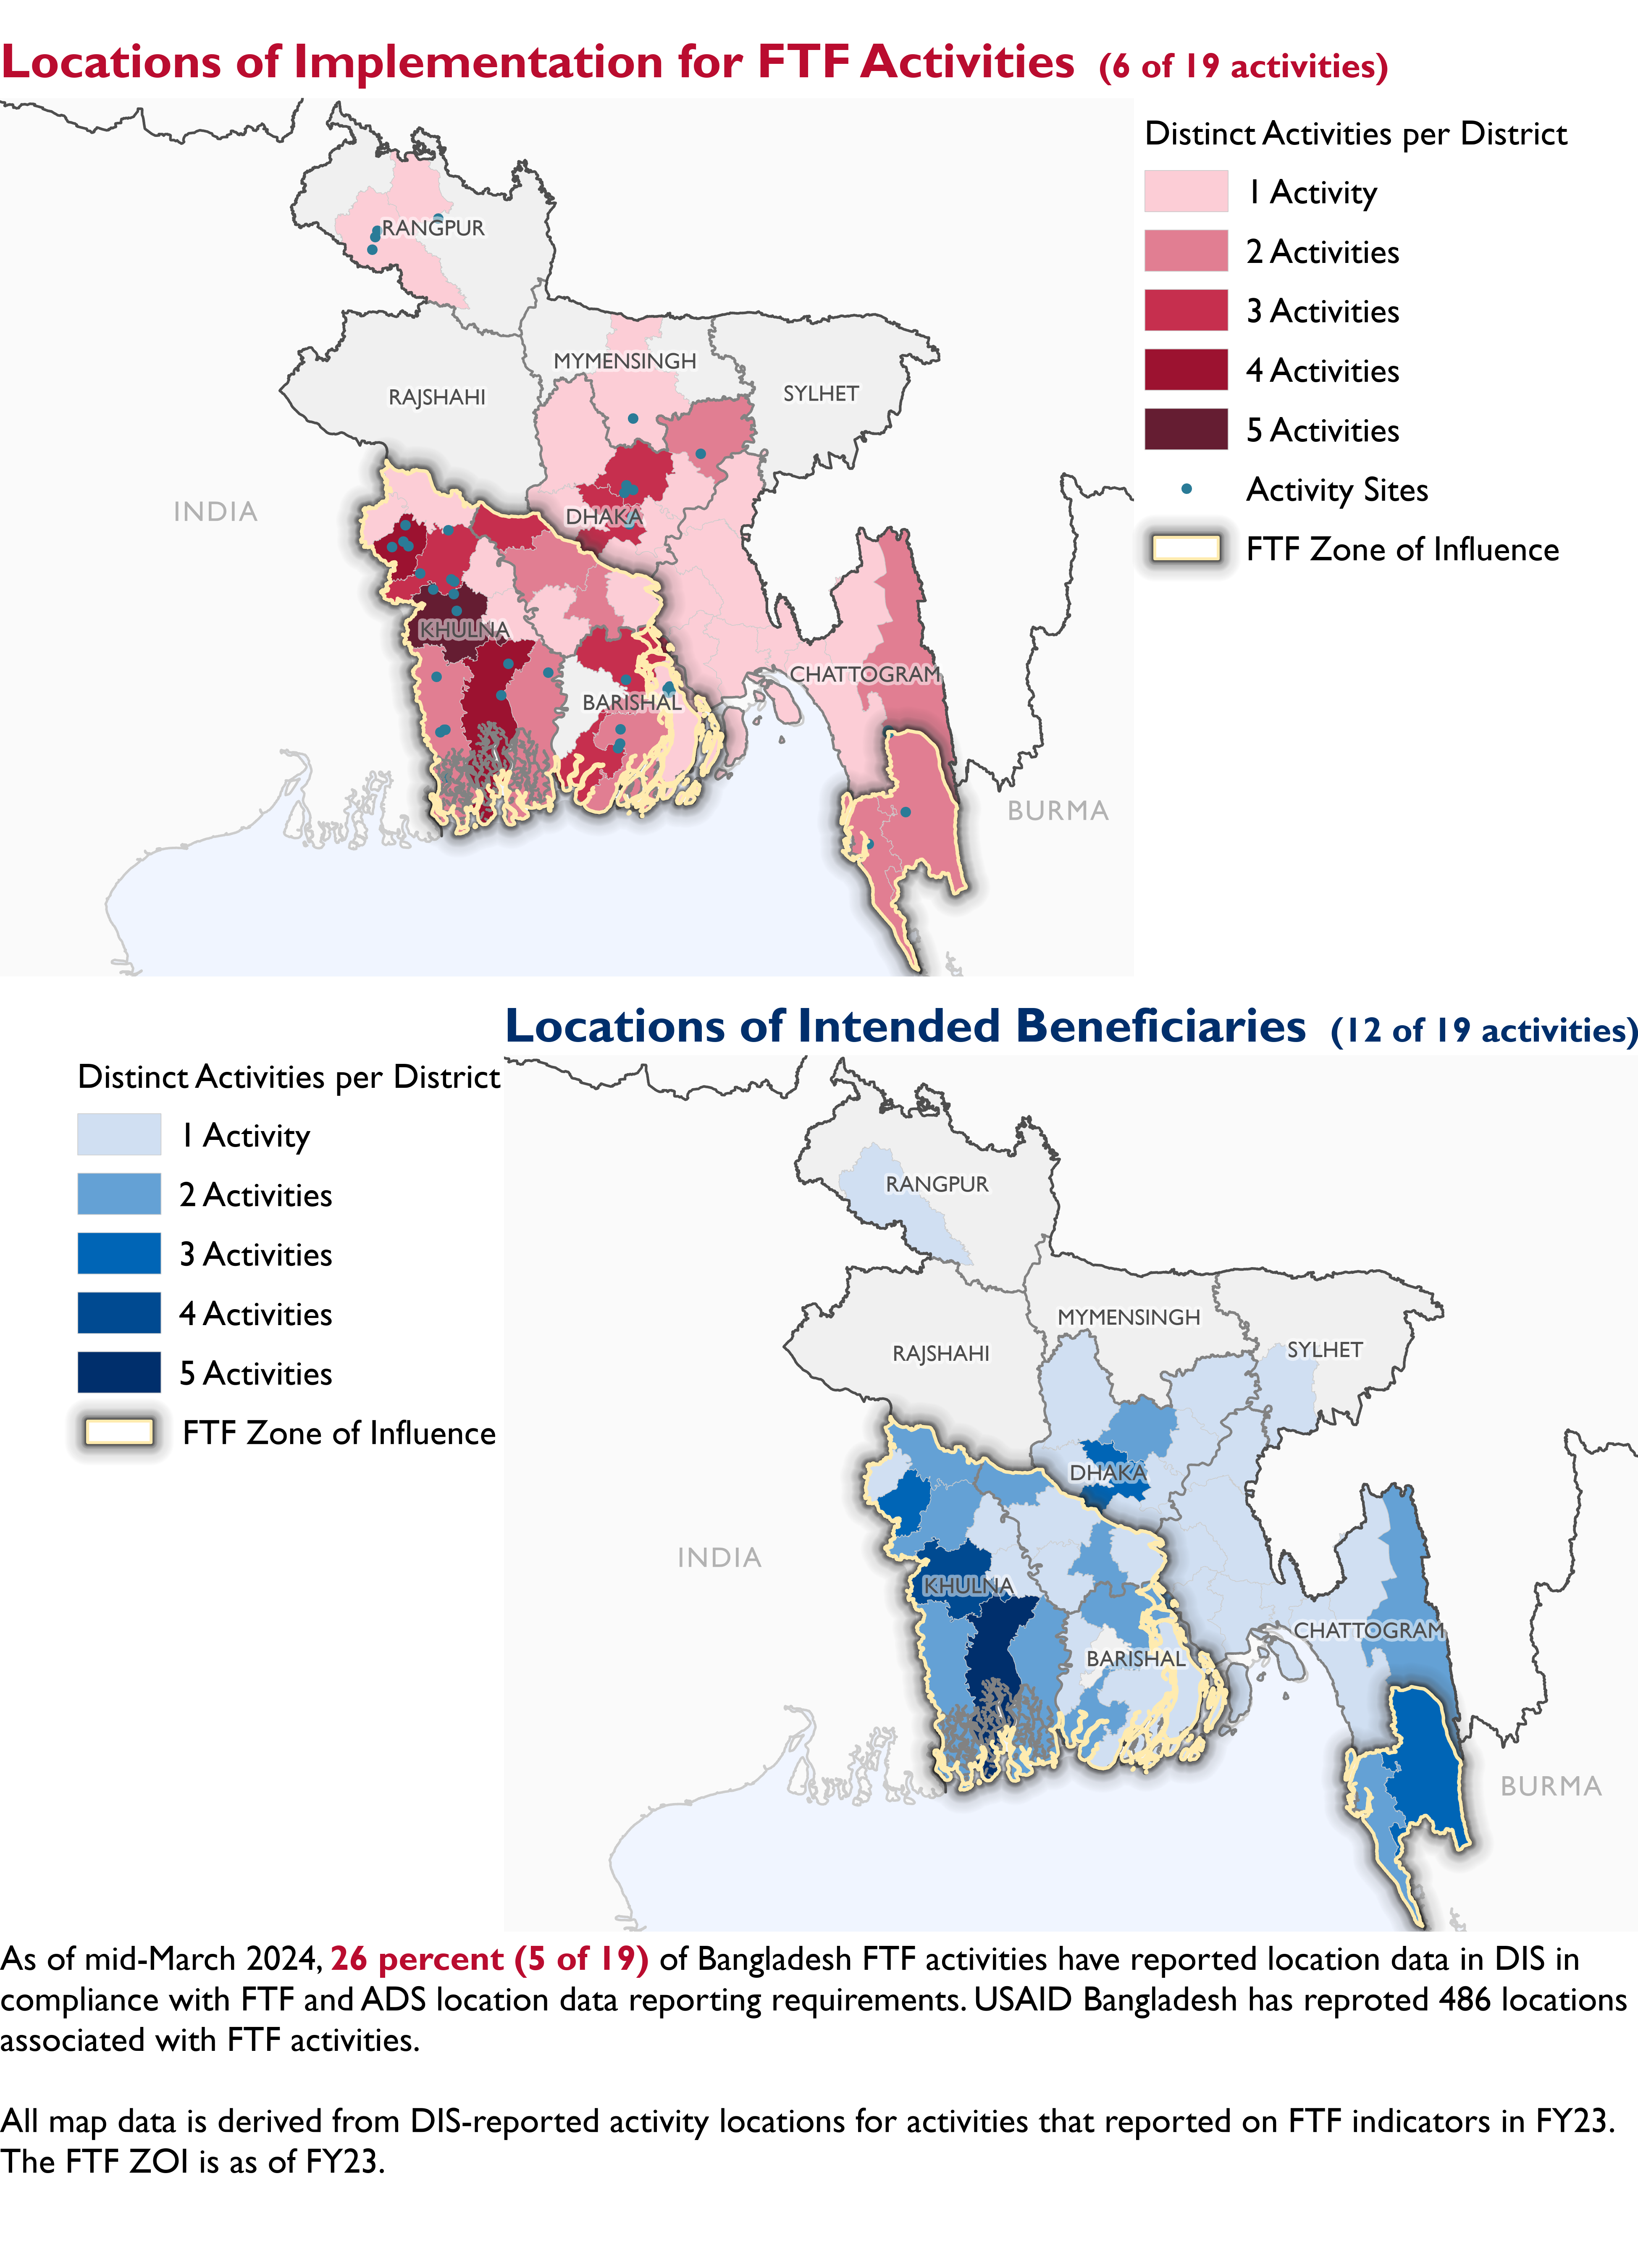 Locations of Implementation for FTF Activities (6 of 19 activities)
Distinct Activities per District
1 Activity
2 Activities
3 Activities
4 Activities
5 Activities
Activity Sites
FTF Zone of Influence
RANGPUR
MYMENSINGH
RAJSHAHI
SYLHET
INDIA
DHAKA
KHULNA
CHATTOGRAM
BARISHAL
BURMA
Locations of Intended Beneficiaries (12 of 19 activities)
Distinct Activities per District
1 Activity
2 Activities
3 Activities
4 Activities
5 Activities
FTF Zone of Influence
RANGPUR
MYMENSINGH
RAJSHAHI
SYLHET
DHAKA
INDIA
KHULNA
CHATTOGRAM
BARISHAL
BURMA
As of mid-March 2024, 26 percent (5 of 19) of Bangladesh FTF activities have reported location data in DIS in
compliance with FTF and ADS location data reporting requirements. USAID Bangladesh has reproted 486 locations
associated with FTF activities.
All map data is derived from DIS-reported activity locations for activities that reported on FTF indicators in FY23.
The FTF ZOI is as of FY23.